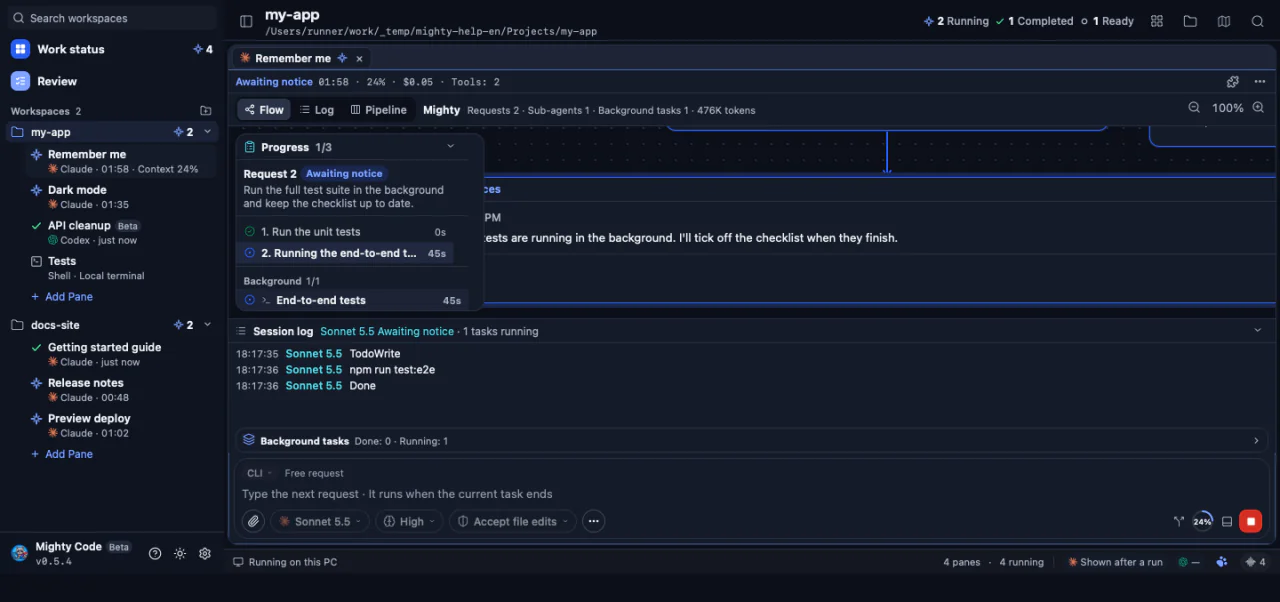 Search workspaces
Work status
4
Review
Workspaces 2
my-app
2
Remember me
Claude · 01:58 · Context 24%
Dark mode
Claude · 01:35
API cleanup Beta
Codex · just now
Tests
Shell · Local terminal
+ Add Pane
docs-site
2
Getting started guide
Claude · just now
Release notes
Claude · 00:48
Preview deploy
Claude · 01:02
+ Add Pane
Mighty Code Beta
v0.5.4
my-app
/Users/runner/work/_temp/mighty-help-en/Projects/my-app
2 Running 1 Completed 1 Ready
Remember me
Awaiting notice 01:58 · 24% · $0.05 · Tools: 2
Flow Log Pipeline Mighty Requests 2 · Sub-agents 1 · Background tasks 1 · 476K tokens
100%
Progress 1/3
Request 2 Awaiting notice
Run the full test suite in the background
and keep the checklist up to date.
1. Run the unit tests 0s
2. Running the end-to-end t... 45s
Background 1/1
End-to-end tests 45s
ces
PM
ests are running in the background. I'll tick off the checklist when they finish.
Session log Sonnet 5.5 Awaiting notice · 1 tasks running
18:17:35 Sonnet 5.5 TodoWrite
18:17:36 Sonnet 5.5 npm run test:e2e
18:17:36 Sonnet 5.5 Done
Background tasks Done: 0 · Running: 1
CLI Free request
Type the next request · It runs when the current task ends
Sonnet 5.5 High Accept file edits
24%
Running on this PC
4 panes · 4 running Shown after a run — 4